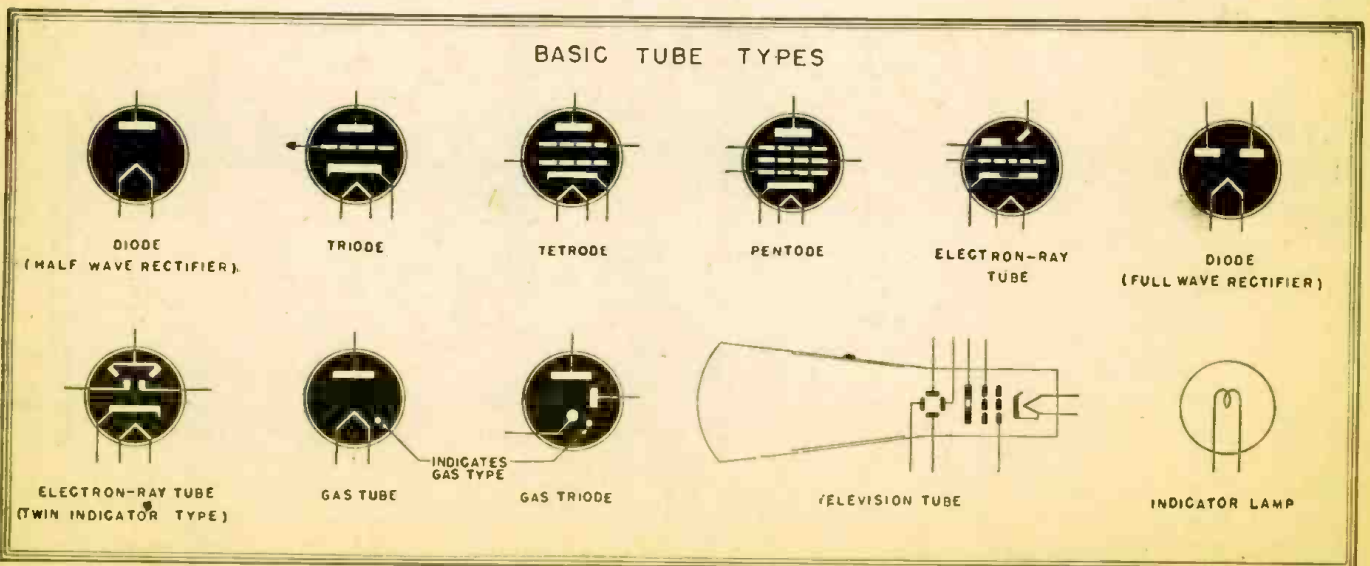 BASIC TUBE TYPES
DIODE
(HALF WAVE RECTIFIER)
TRIODE
TETRODE
PENTODE
ELECTRON-RAY
TUBE
DIODE
(FULL WAVE RECTIFIER)
ELECTRON-RAY TUBE
(TWIN INDICATOR TYPE)
GAS TUBE
INDICATES
GAS TYPE
GAS TRIODE
TELEVISION TUBE
INDICATOR LAMP